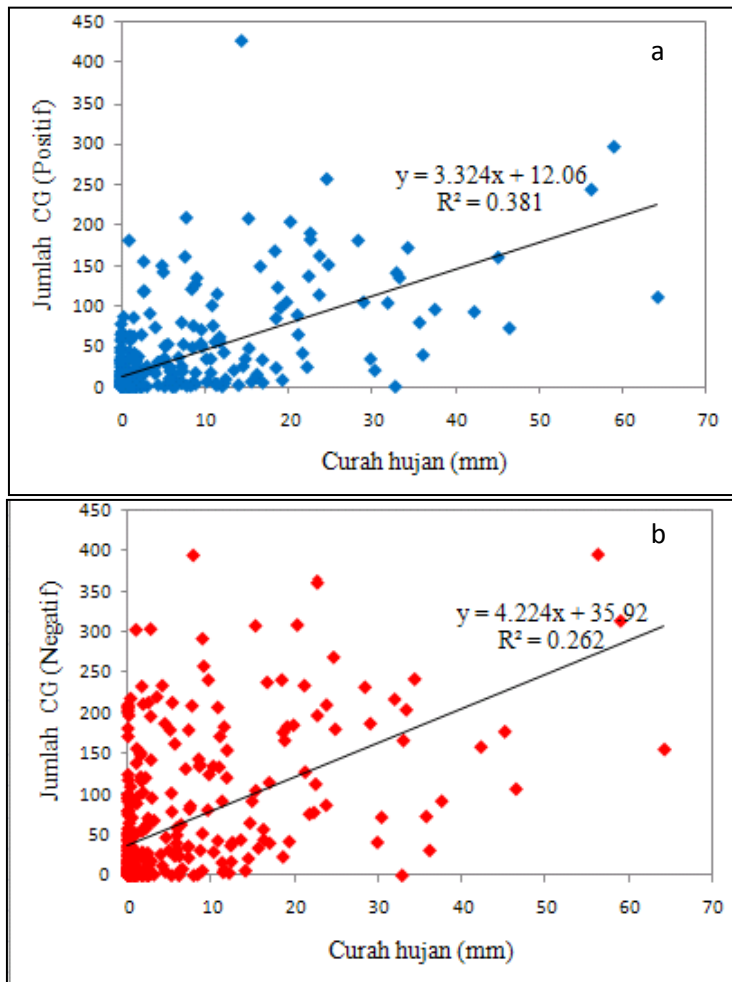 a
450
400
350
300
250
200
150
100
50
0
Jumlah CG (Positif)
y = 3.324x + 12.06
R² = 0.381
0 10 20 30 40 50 60 70
Curah hujan (mm)
b
450
400
350
300
250
200
150
100
50
0
Jumlah CG (Negatif)
y = 4.224x + 35.92
R² = 0.262
0 10 20 30 40 50 60 70
Curah hujan (mm)